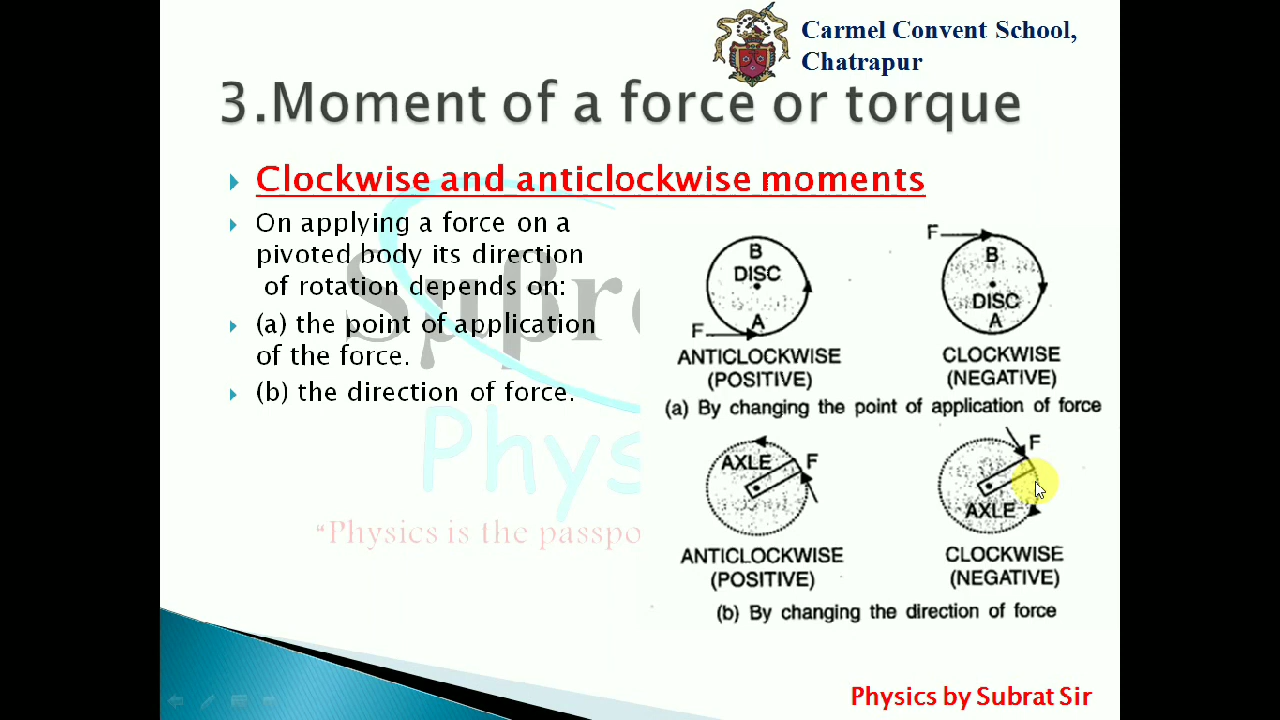 Carmel Convent School,
Chatrapur
3.Moment of a force or torque
Clockwise and anticlockwise moments
On applying a force on a
pivoted body its direction
of rotation depends on:
(a) the point of application
of the force.
(b) the direction of force.
B
DISC
A
F
ANTICLOCKWISE
(POSITIVE)
F
B
DISC
A
CLOCKWISE
(NEGATIVE)
(a) By changing the point of application of force
AXLE
F
ANTICLOCKWISE
(POSITIVE)
F
AXLE
CLOCKWISE
(NEGATIVE)
(b) By changing the direction of force
Phys
"Physics is the passpo
Physics by Subrat Sir